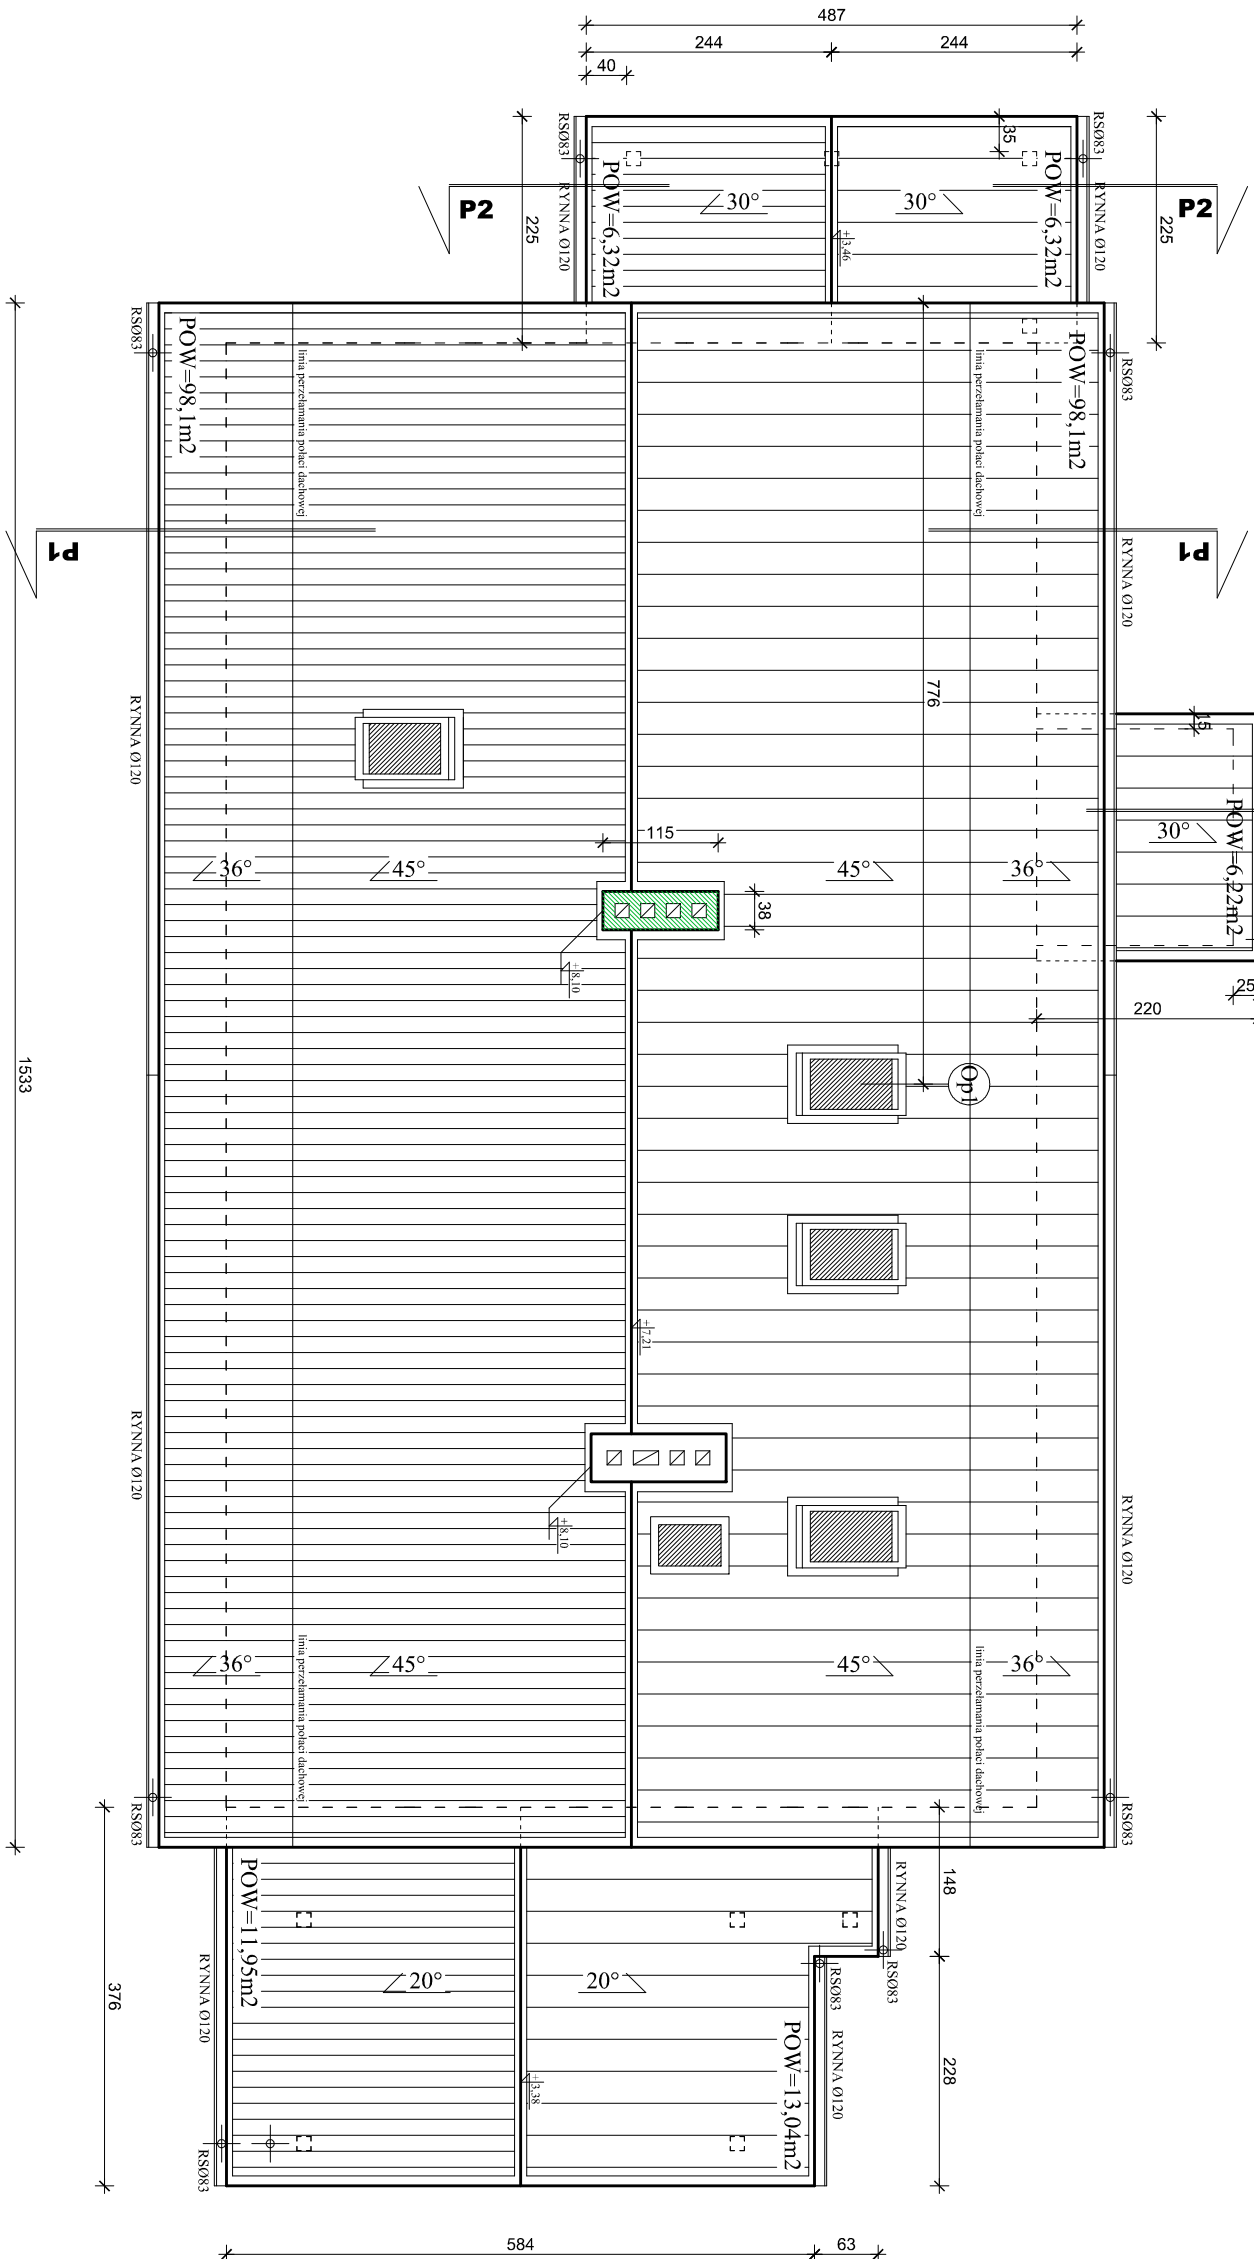 487
244
244
40
RSØ83
RYNNA Ø120
225
P2
POW=6,32m2
30°
+3,46
35
30°
POW=6,32m2
RSØ83
RYNNA Ø120
P2
225
RSØ83
POW=98,1m2
linia perzełamania połaci dachowej
linia perzełamania połaci dachowej
POW=98,1m2
RSØ83
P1
P1
RYNNA Ø120
RYNNA Ø120
776
15
30°
POW=6,22m2
115
36°
45°
45°
36°
38
+8,10
25
220
1533
Op1
+7,21
RYNNA Ø120
RYNNA Ø120
+8,10
36°
45°
linia perzełamania połaci dachowej
45°
36°
linia perzełamania połaci dachowej
RSØ83
RSØ83
POW=11,95m2
RYNNA Ø120
148
376
RYNNA Ø120
20°
20°
RSØ83
RSØ83
RYNNA Ø120
POW=13,04m2
+3,38
228
RSØ83
584
63